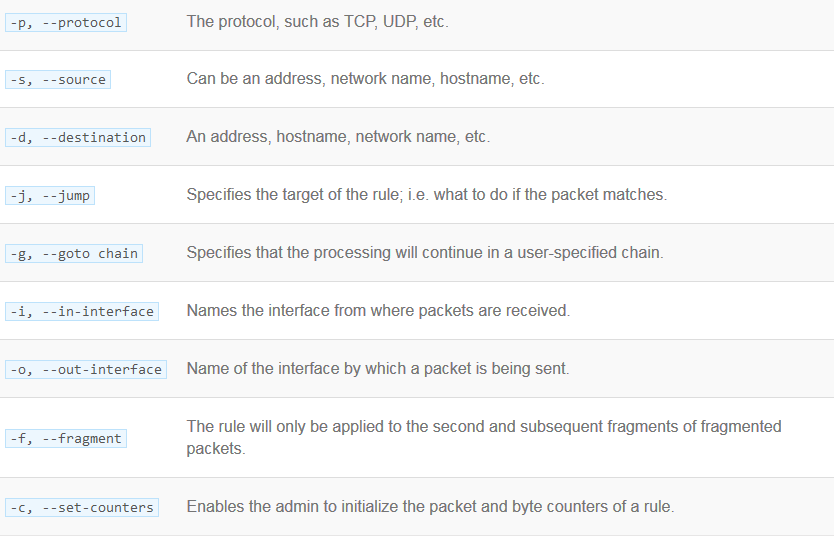 -p, --protocol The protocol, such as TCP, UDP, etc.
-s, --source Can be an address, network name, hostname, etc.
-d, --destination An address, hostname, network name, etc.
-j, --jump Specifies the target of the rule; i.e. what to do if the packet matches.
-g, --goto chain Specifies that the processing will continue in a user-specified chain.
-i, --in-interface Names the interface from where packets are received.
-o, --out-interface Name of the interface by which a packet is being sent.
-f, --fragment The rule will only be applied to the second and subsequent fragments of fragmented
packets.
-c, --set-counters Enables the admin to initialize the packet and byte counters of a rule.